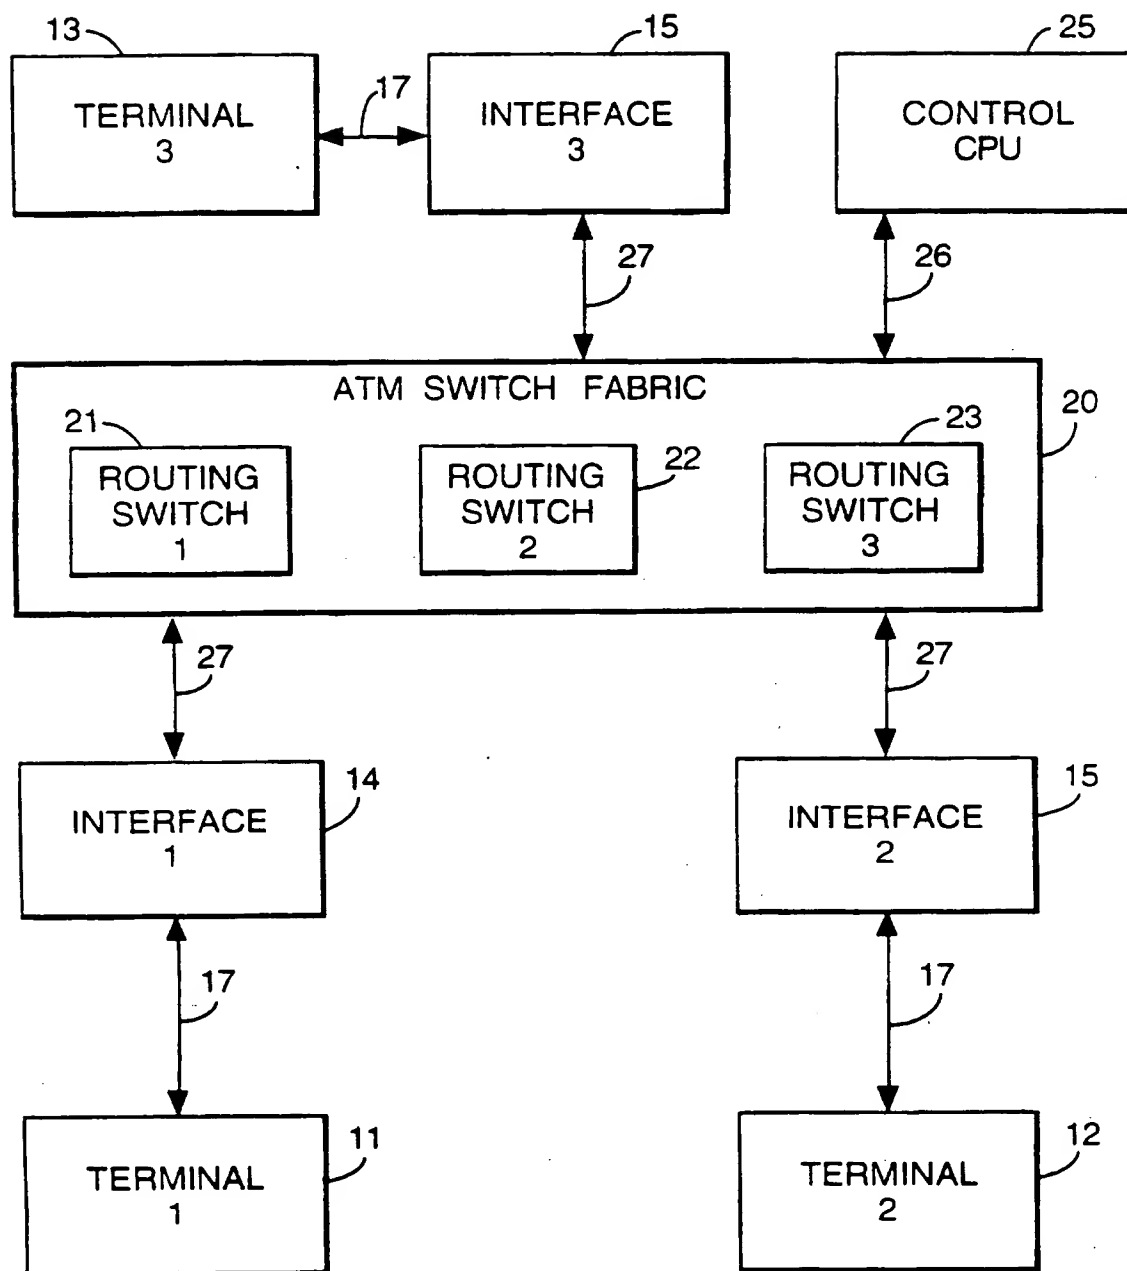 13
15
25
TERMINAL
3
17
INTERFACE
3
CONTROL
CPU
27
26
ATM SWITCH FABRIC
20
21
ROUTING
SWITCH
1
22
ROUTING
SWITCH
2
23
ROUTING
SWITCH
3
27
27
14
INTERFACE
1
15
INTERFACE
2
17
17
11
TERMINAL
1
12
TERMINAL
2